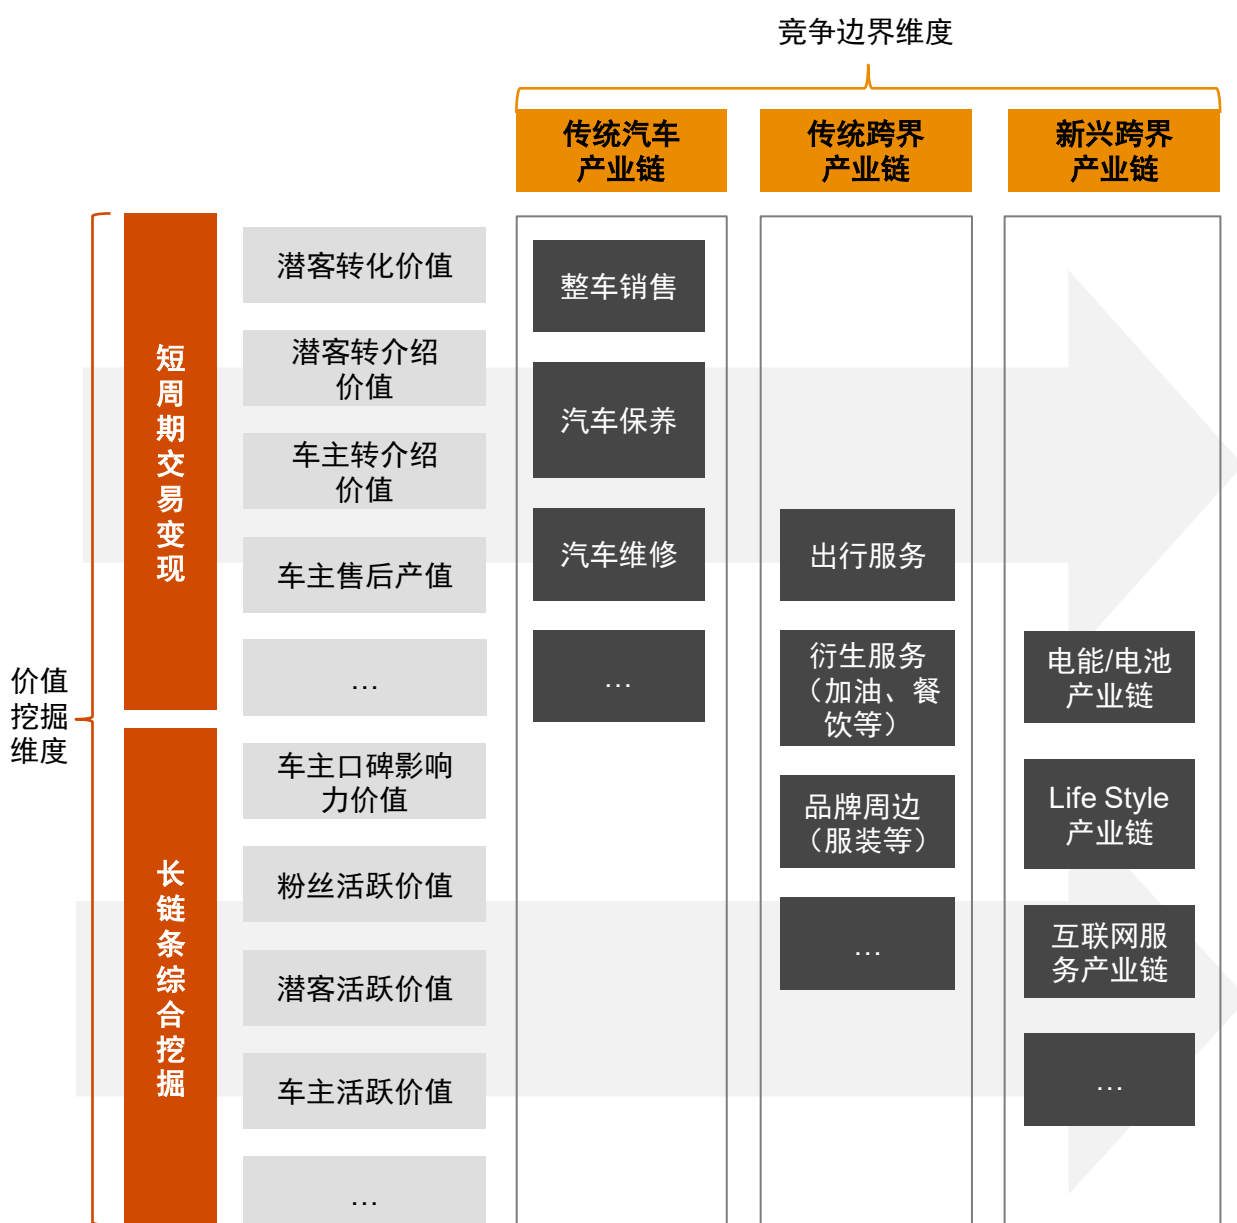 竞争边界维度
传统汽车
产业链
传统跨界
产业链
新兴跨界
产业链
价值
挖掘
维度
短周期交易变现
潜客转化价值
潜客转介绍
价值
车主转介绍
价值
车主售后产值
…
长链条综合挖掘
车主口碑影响
力价值
粉丝活跃价值
潜客活跃价值
车主活跃价值
…
整车销售
汽车保养
汽车维修
…
出行服务
衍生服务
（加油、餐
饮等）
品牌周边
（服装等）
…
电能/电池
产业链
Life Style
产业链
互联网服
务产业链
…